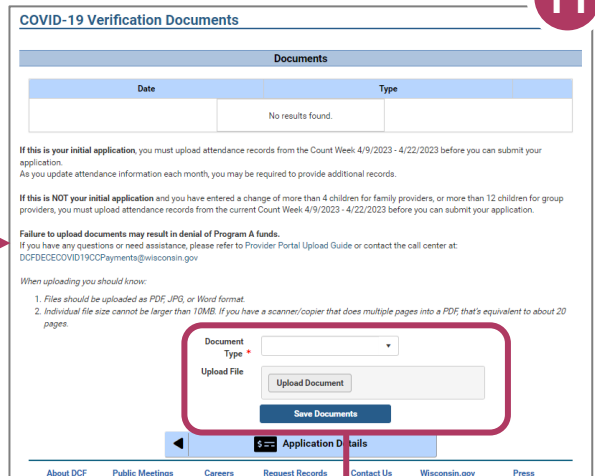 COVID-19 Verification Documents
Documents
Date Type
No results found.
If this is your initial application, you must upload attendance records from the Count Week 4/9/2023 - 4/22/2023 before you can submit your
application.
As you update attendance information each month, you may be required to provide additional records.
If this is NOT your initial application and you have entered a change of more than 4 children for family providers, or more than 12 children for group
providers, you must upload attendance records from the current Count Week 4/9/2023 - 4/22/2023 before you can submit your application.
Failure to upload documents may result in denial of Program A funds.
If you have any questions or need assistance, please refer to Provider Portal Upload Guide or contact the call center at:
DCFDECECOVID19CCPayments@wisconsin.gov
When uploading you should know:
1. Files should be uploaded as PDF, JPG, or Word format.
2. Individual file size cannot be larger than 10MB. If you have a scanner/copier that does multiple pages into a PDF, that's equivalent to about 20
pages.
Document
Type *
Upload File
Upload Document
Save Documents
Application Details
About DCF Public Meetings Careers Request Records Contact Us Wisconsin.gov Press